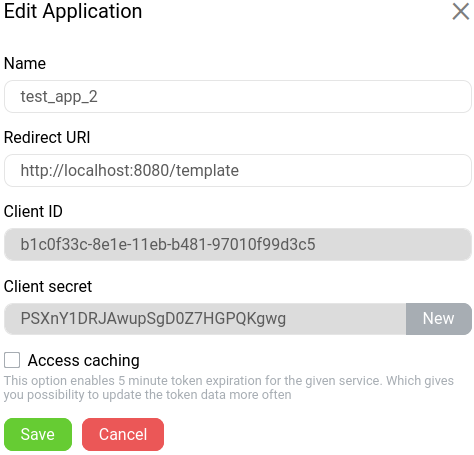 Edit Application
Name
test_app_2
Redirect URI
http://localhost:8080/template
Client ID
b1c0f33c-8e1e-11eb-b481-97010f99d3c5
Client secret
PSXnY1DRJAwupSgD0Z7HGPQKgwg
New
Access caching
This option enables 5 minute token expiration for the given service. Which gives
you possibility to update the token data more often
Save
Cancel